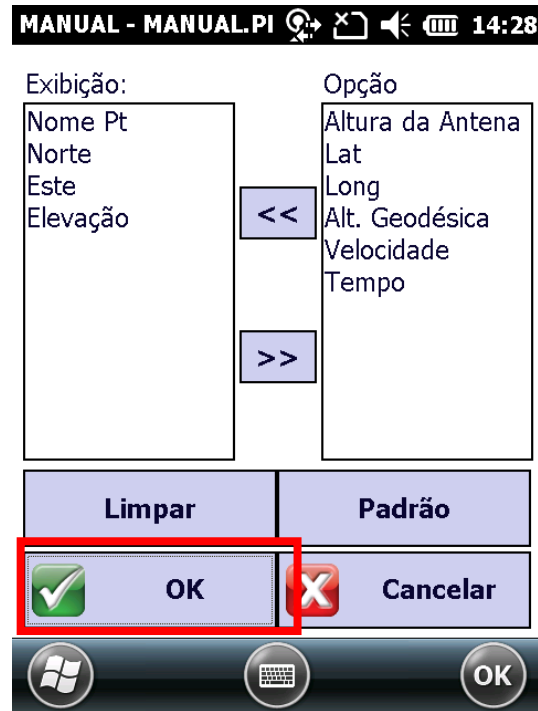 MANUAL - MANUAL.PI 14:28
Exibição:
Nome Pt
Norte
Este
Elevação
<<
>>
Opção
Altura da Antena
Lat
Long
Alt. Geodésica
Velocidade
Tempo
Limpar
Padrão
OK
Cancelar
OK